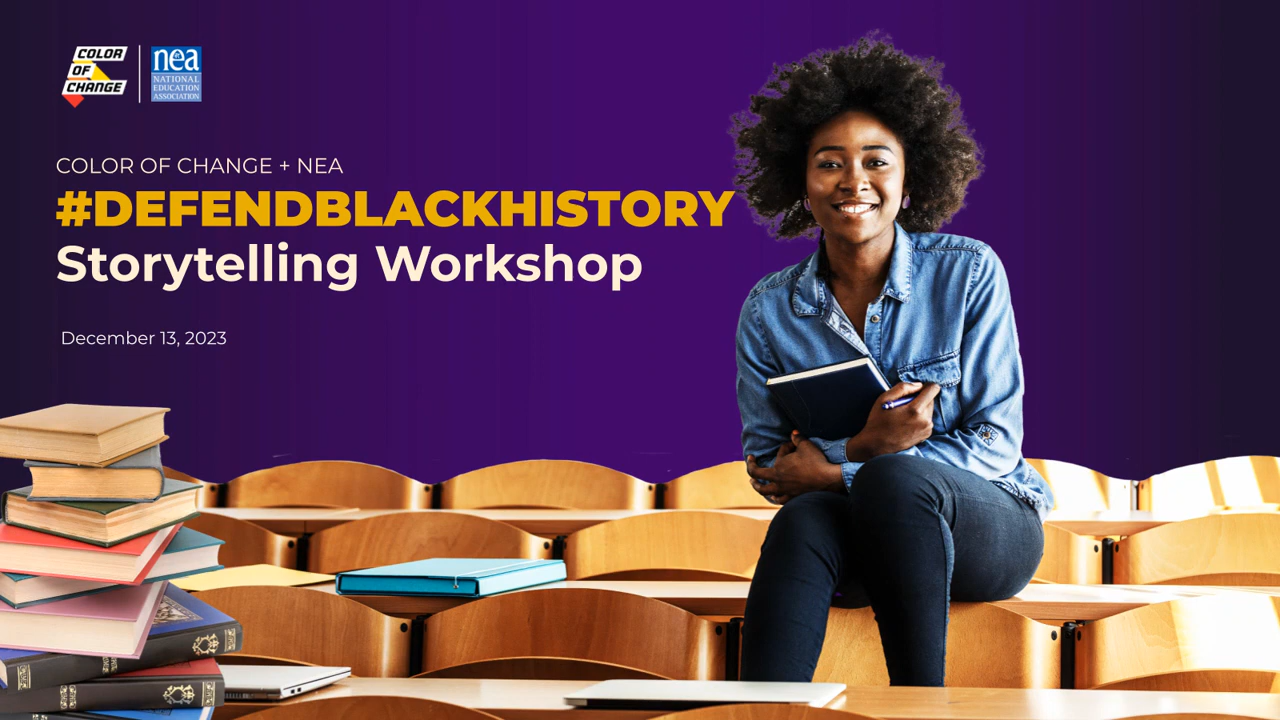 COLOR
OF
CHANGE
nea
NATIONAL
EDUCATION
ASSOCIATION
COLOR OF CHANGE + NEA
#DEFENDBLACKHISTORY
Storytelling Workshop
December 13, 2023